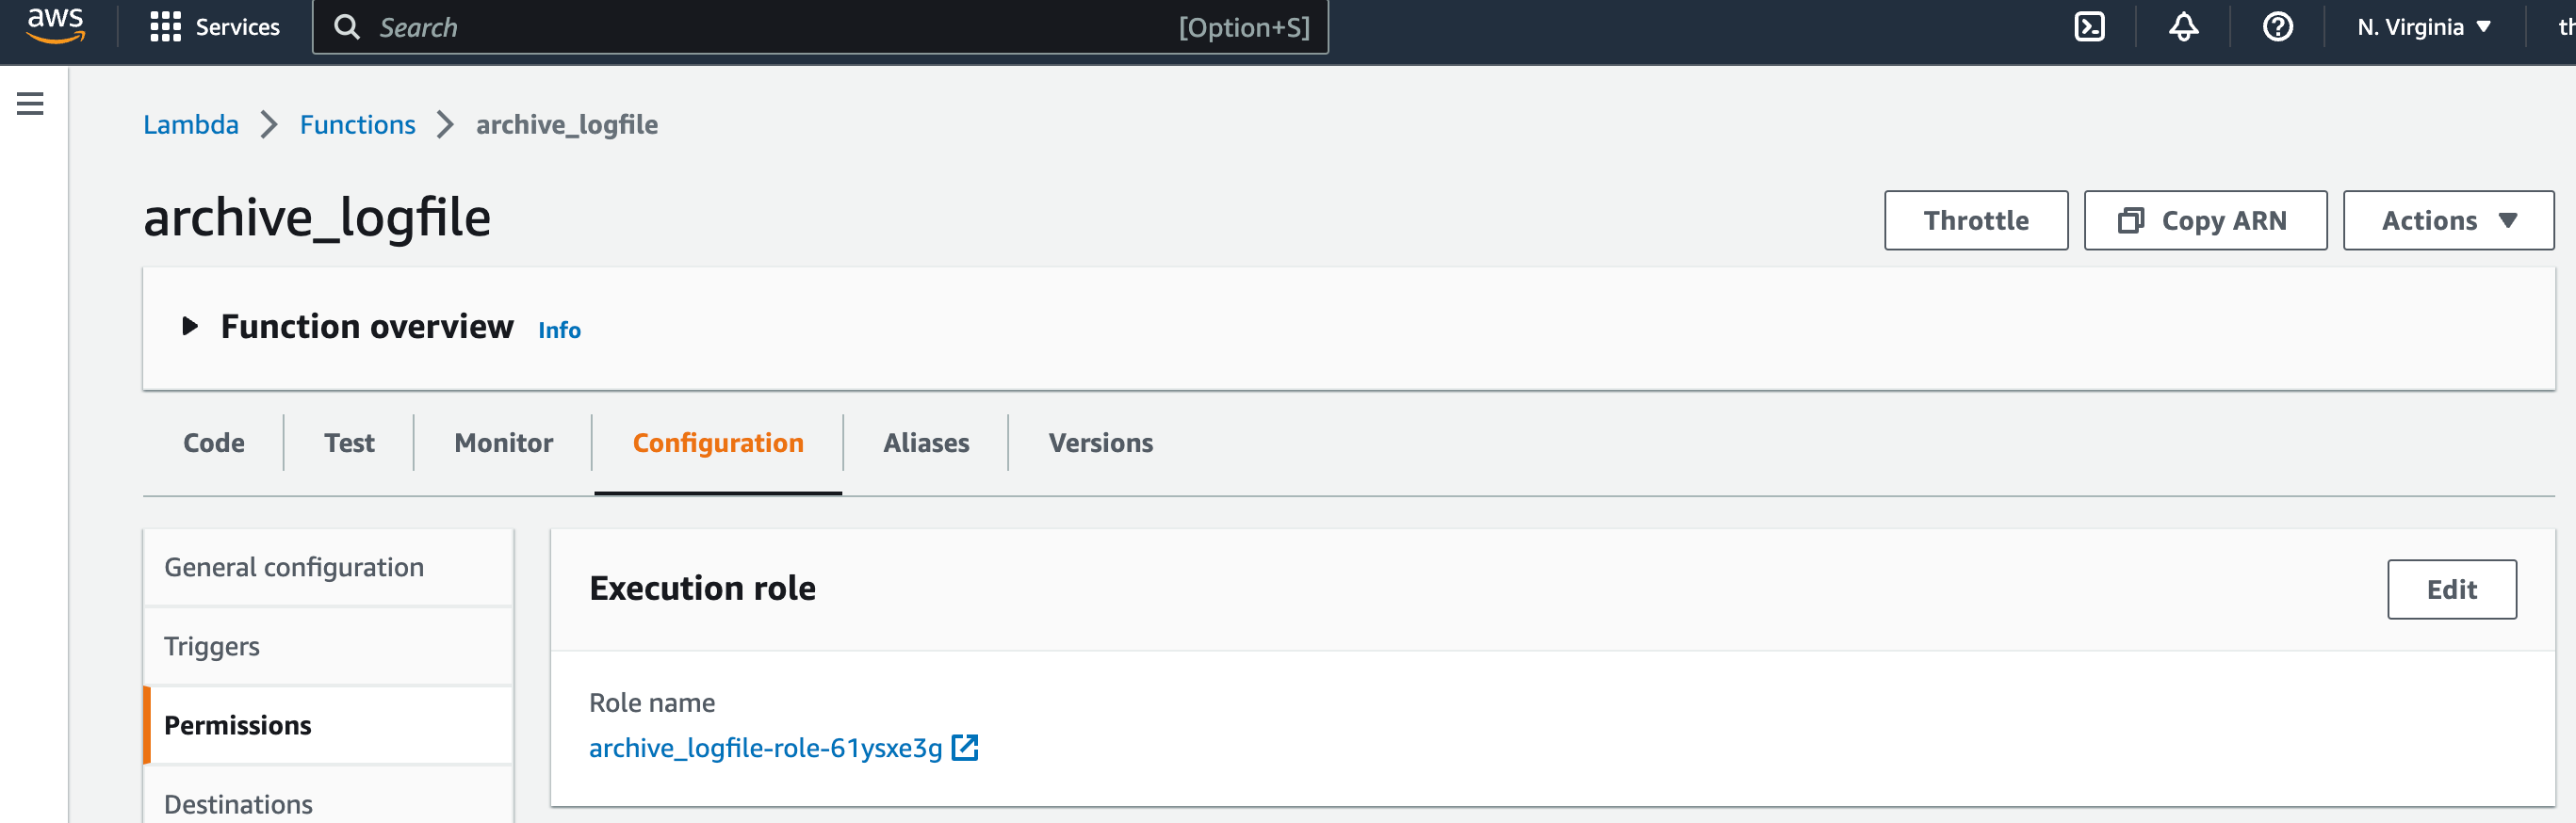 aws Services Search [Option+S] N. Virginia
Lambda Functions archive_logfile
archive_logfile
Throttle Copy ARN Actions
Function overview Info
Code Test Monitor Configuration Aliases Versions
General configuration
Triggers
Permissions
Destinations
Execution role
Edit
Role name
archive_logfile-role-61ysxe3g